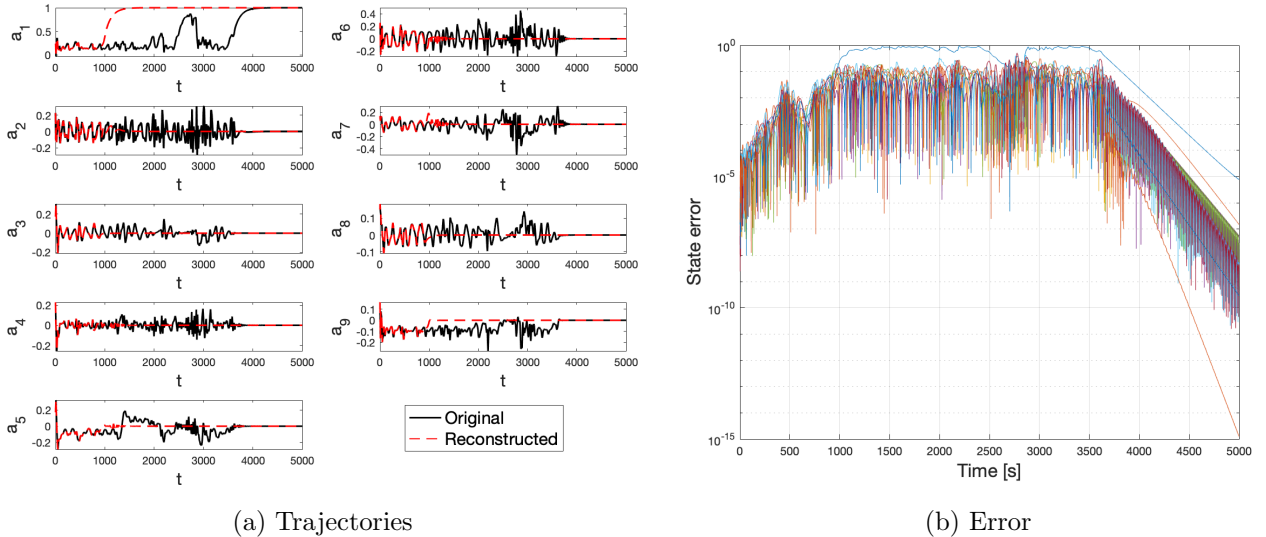 a1
1
0.5
0
0 1000 2000 3000 4000 5000
t
a2
0.2
0
-0.2
0 1000 2000 3000 4000 5000
t
a3
0.2
0
-0.2
0 1000 2000 3000 4000 5000
t
a4
0.2
0
-0.2
0 1000 2000 3000 4000 5000
t
a5
0.2
0
-0.2
0 1000 2000 3000 4000 5000
t
a6
0.4
0.2
0
-0.2
0 1000 2000 3000 4000 5000
t
a7
0.2
0
-0.2
-0.4
0 1000 2000 3000 4000 5000
t
a8
0.1
0
-0.1
0 1000 2000 3000 4000 5000
t
a9
0.1
0
-0.1
-0.2
0 1000 2000 3000 4000 5000
t
Original
Reconstructed
(a) Trajectories
State error
10^0
10^-5
10^-10
10^-15
0 500 1000 1500 2000 2500 3000 3500 4000 4500 5000
Time [s]
(b) Error